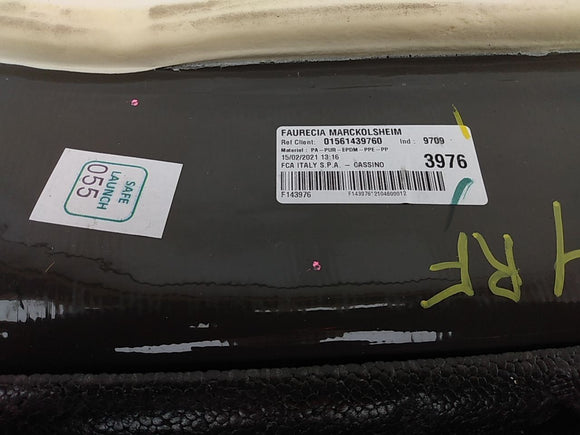 FAURECIA MARCKOLSHEIM
Ref Client: 01561439760 Ind: 9709
Materiel: PA-PUR-EPDM-PPE-PP
15/02/2021 13:16 3976
FCA ITALY S.P.A. - CASSINO
F143976
SAFE
LAUNCH
055
RF